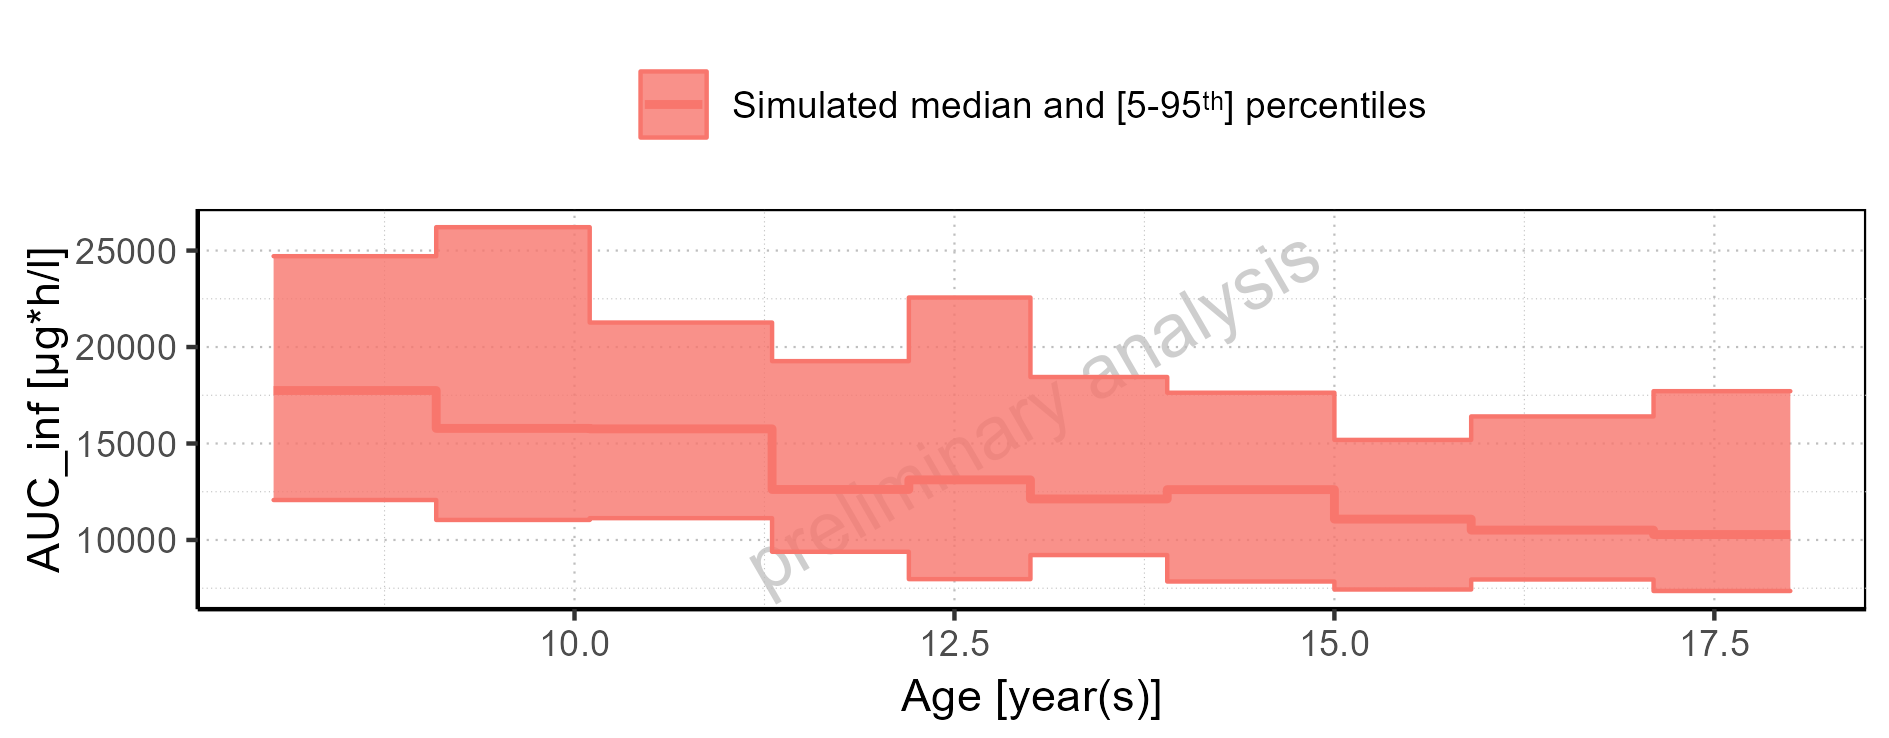 Simulated median and [5-95th] percentiles
AUC_inf [µg*h/l]
25000
20000
15000
10000
preliminary analysis
10.0 12.5 15.0 17.5
Age [year(s)]